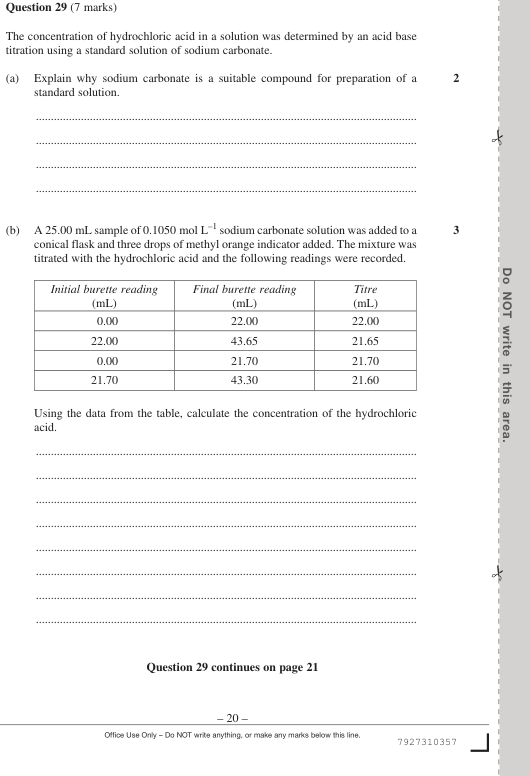 Question 29 (7 marks)
The concentration of hydrochloric acid in a solution was determined by an acid base
titration using a standard solution of sodium carbonate.
(a) Explain why sodium carbonate is a suitable compound for preparation of a 2
standard solution.
(b) A 25.00 mL sample of 0.1050 mol L⁻¹ sodium carbonate solution was added to a 3
conical flask and three drops of methyl orange indicator added. The mixture was
titrated with the hydrochloric acid and the following readings were recorded.
Initial burette reading (mL) Final burette reading (mL) Titre (mL)
0.00 22.00 22.00
22.00 43.65 21.65
0.00 21.70 21.70
21.70 43.30 21.60
Using the data from the table, calculate the concentration of the hydrochloric
acid.
Question 29 continues on page 21
– 20 –
Office Use Only – Do NOT write anything, or make any marks below this line.
7927310357
Do NOT write in this area.